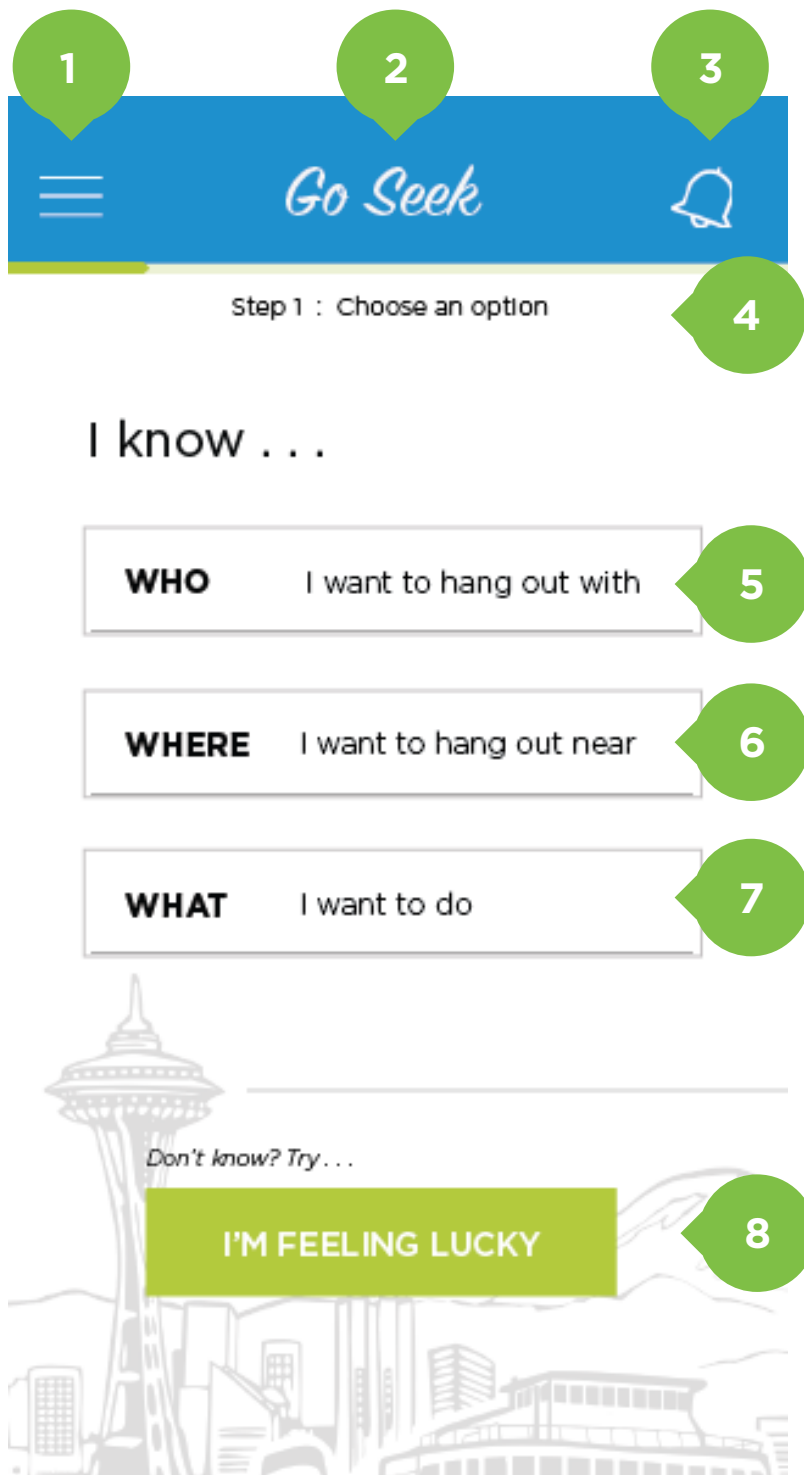 1 2 3
Go Seek
Step 1 : Choose an option
4
I know . . .
WHO I want to hang out with
5
WHERE I want to hang out near
6
WHAT I want to do
7
Don't know? Try . . .
I'M FEELING LUCKY
8